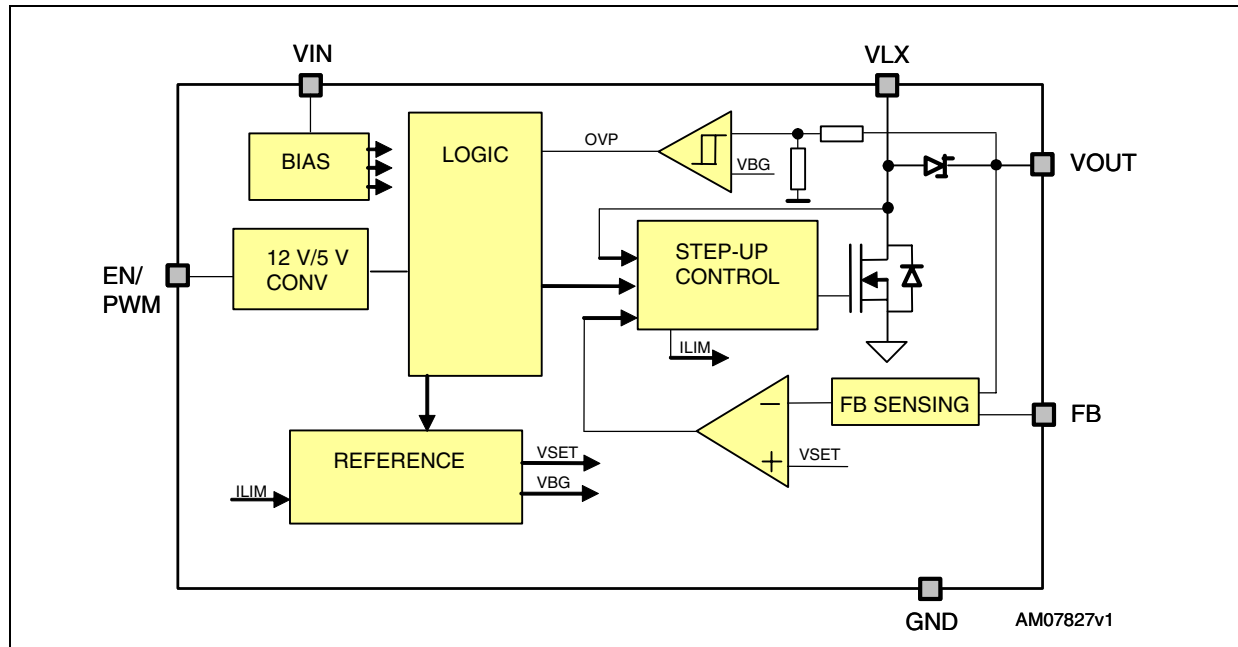 VIN
VLX
BIAS
LOGIC
OVP
VBG
VOUT
12 V/5 V
CONV
STEP-UP
CONTROL
EN/
PWM
ILIM
FB SENSING
FB
−
+
VSET
REFERENCE
VSET
VBG
ILIM
GND
AM07827v1